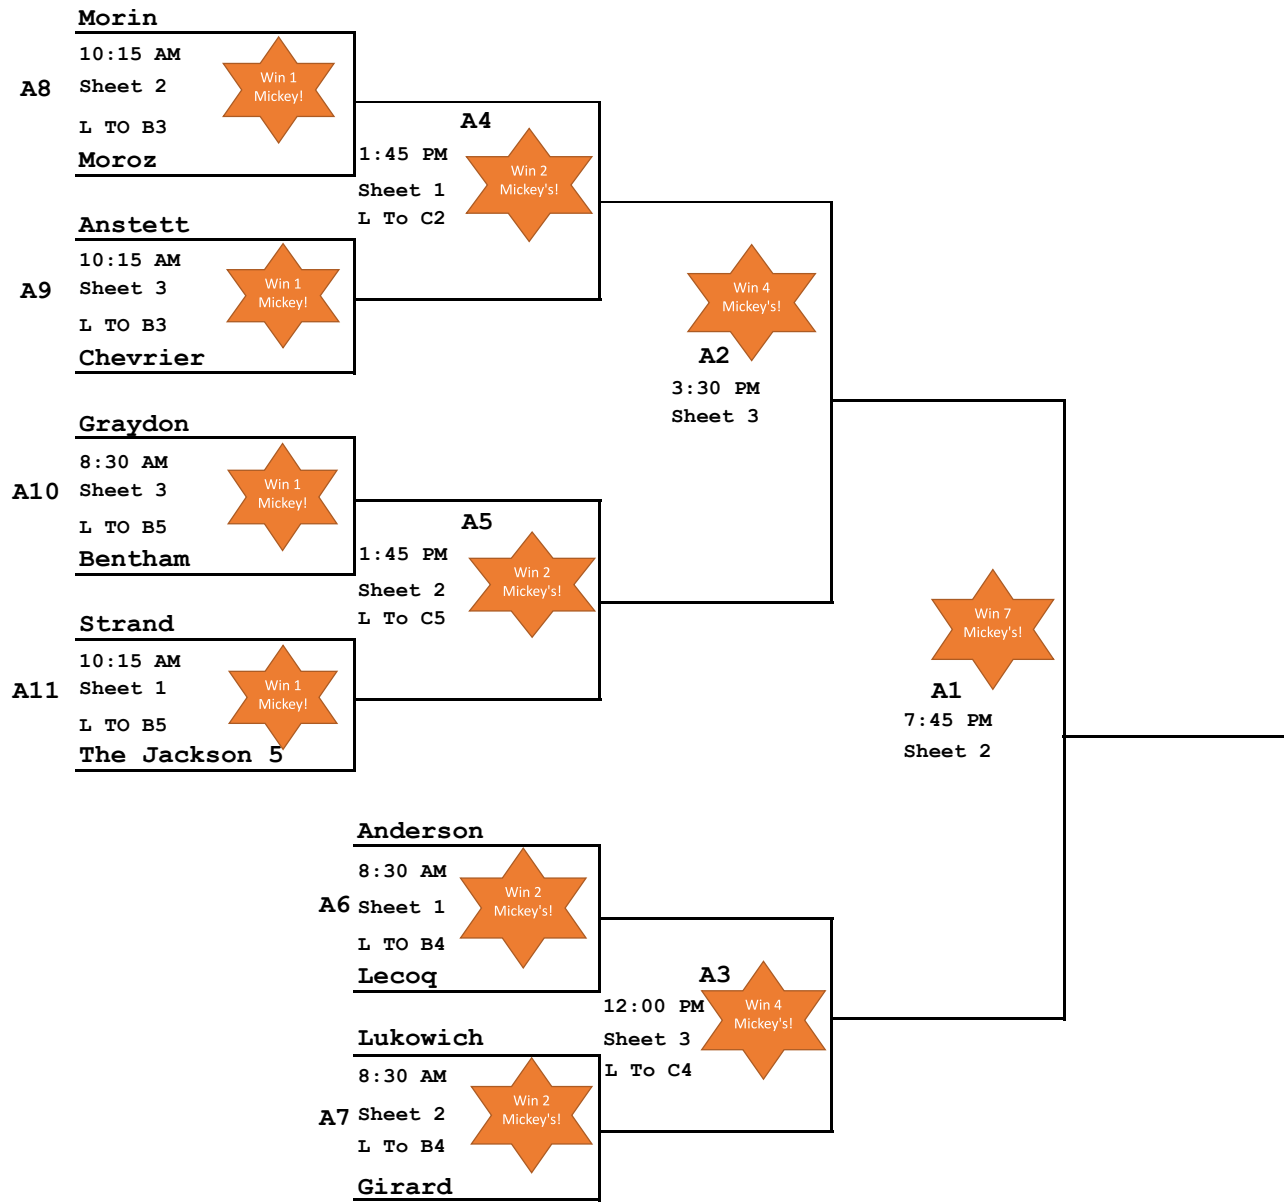 Morin
10:15 AM
A8
Sheet 2
L TO B3
Moroz
Win 1
Mickey!
Anstett
10:15 AM
A9
Sheet 3
L TO B3
Chevrier
Win 1
Mickey!
A4
1:45 PM
Sheet 1
L To C2
Win 2
Mickey's!
Graydon
8:30 AM
A10
Sheet 3
L TO B5
Bentham
Win 1
Mickey!
Strand
10:15 AM
A11
Sheet 1
L TO B5
The Jackson 5
Win 1
Mickey!
A5
1:45 PM
Sheet 2
L To C5
Win 2
Mickey's!
Win 4
Mickey's!
A2
3:30 PM
Sheet 3
Win 7
Mickey's!
A1
7:45 PM
Sheet 2
Anderson
8:30 AM
A6
Sheet 1
L TO B4
Lecoq
Win 2
Mickey's!
Lukowich
8:30 AM
A7
Sheet 2
L To B4
Girard
Win 2
Mickey's!
A3
12:00 PM
Sheet 3
L To C4
Win 4
Mickey's!